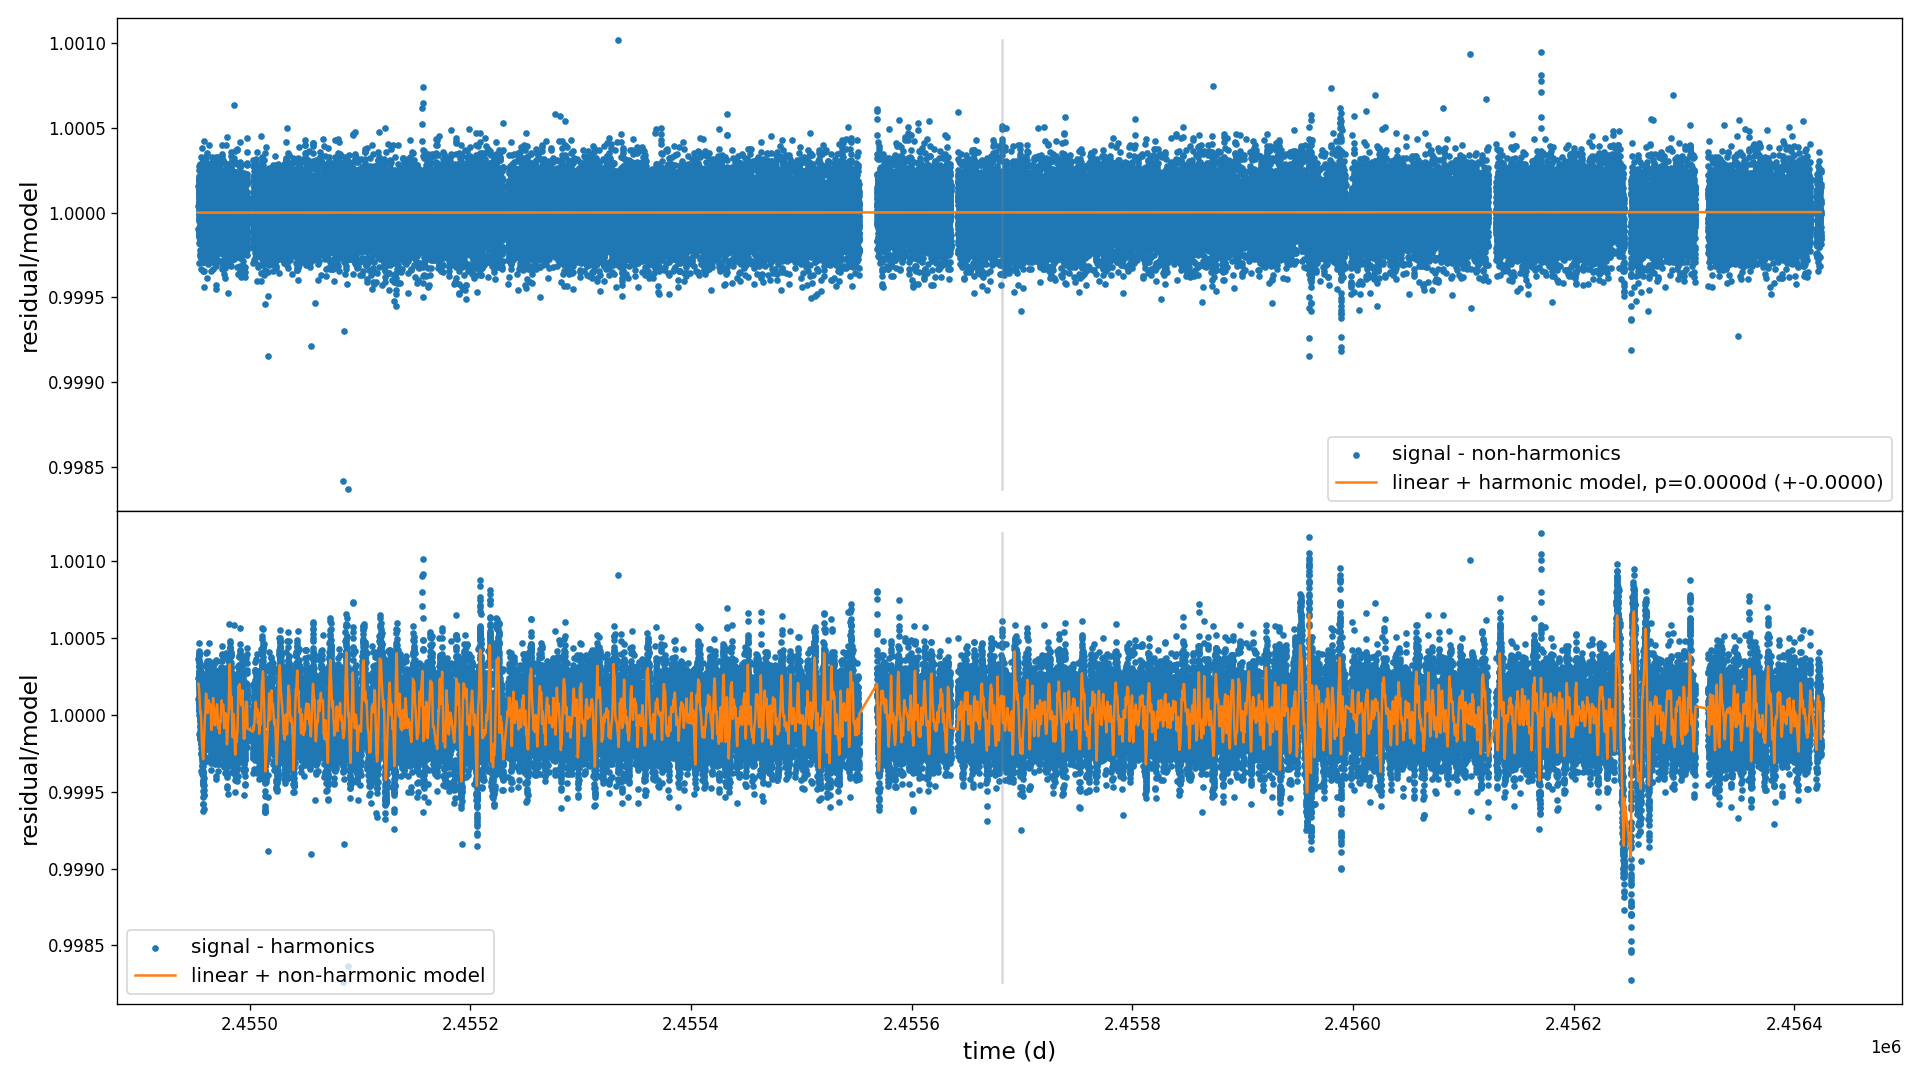 1.0010
1.0005
1.0000
0.9995
0.9990
0.9985
residual/model
signal - non-harmonics
linear + harmonic model, p=0.0000d (+-0.0000)
1.0010
1.0005
1.0000
0.9995
0.9990
0.9985
residual/model
signal - harmonics
linear + non-harmonic model
2.4550
2.4552
2.4554
2.4556
2.4558
2.4560
2.4562
2.4564
time (d)
1e6